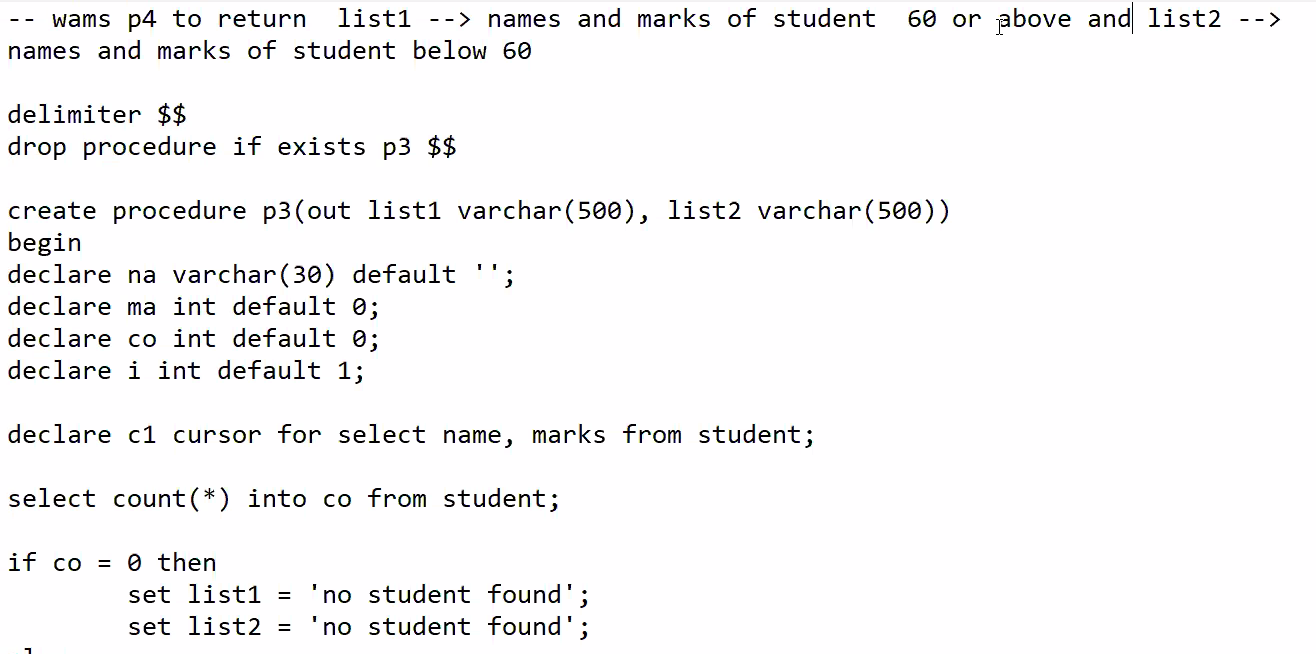 -- wams p4 to return  list1 --> names and marks of student  60 or above and list2 -->
names and marks of student below 60
delimiter $$
drop procedure if exists p3 $$
create procedure p3(out list1 varchar(500), list2 varchar(500))
begin
declare na varchar(30) default '';
declare ma int default 0;
declare co int default 0;
declare i int default 1;
declare c1 cursor for select name, marks from student;
select count(*) into co from student;
if co = 0 then
set list1 = 'no student found';
set list2 = 'no student found';